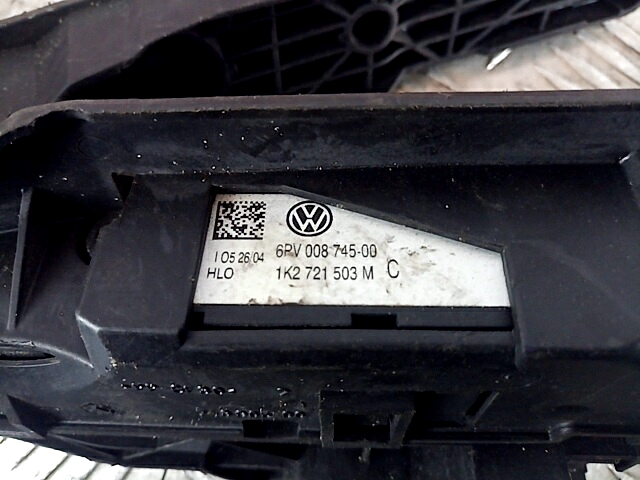 VW
6PV 008 745-00
I 05 26/04
HLO 1K2 721 503 M C